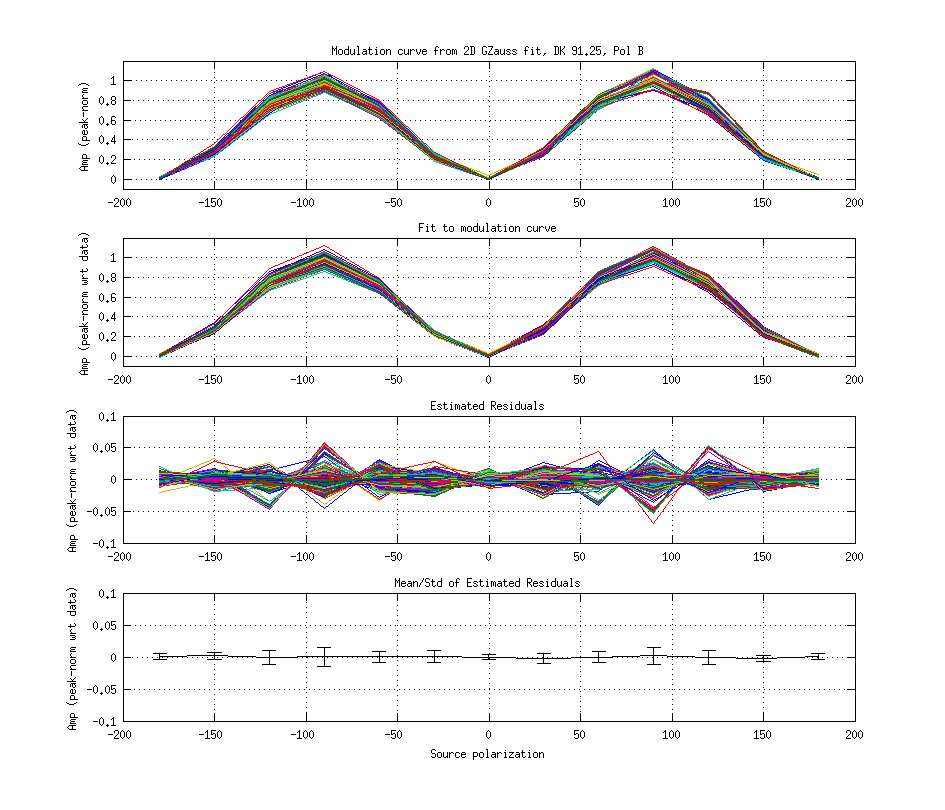 Modulation curve from 2D GZauss fit, DK 91.25, Pol B
Amp (peak-norm)
1
0.8
0.6
0.4
0.2
0
-200 -150 -100 -50 0 50 100 150 200
Fit to modulation curve
Amp (peak-norm wrt data)
1
0.8
0.6
0.4
0.2
0
-200 -150 -100 -50 0 50 100 150 200
Estimated Residuals
Amp (peak-norm wrt data)
0.1
0.05
0
-0.05
-0.1
-200 -150 -100 -50 0 50 100 150 200
Mean/Std of Estimated Residuals
Amp (peak-norm wrt data)
0.1
0.05
0
-0.05
-0.1
-200 -150 -100 -50 0 50 100 150 200
Source polarization